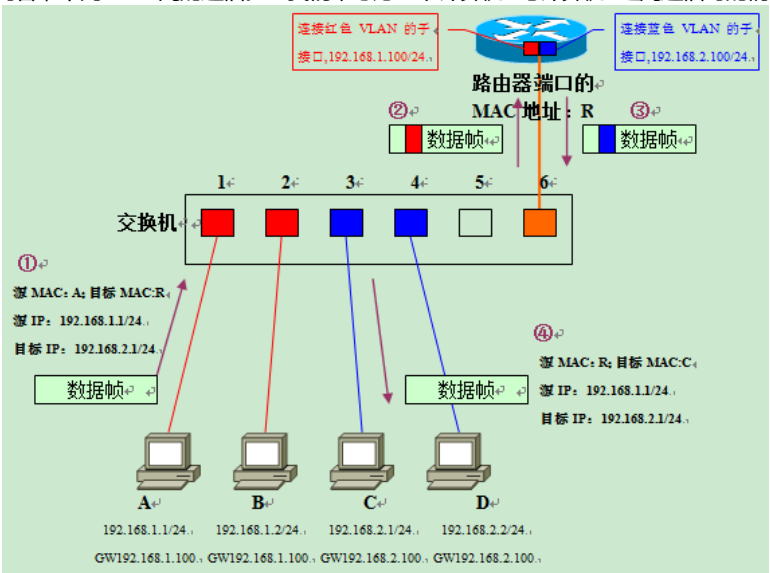 连接红色 VLAN 的子
接口,192.168.1.100/24.
连接蓝色 VLAN 的子
接口,192.168.2.100/24.
路由器端口的
MAC 地址：R
②
③
数据帧
数据帧
1 2 3 4 5 6
交换机
①
源 MAC：A; 目标 MAC:R
源 IP：192.168.1.1/24.
目标 IP：192.168.2.1/24
数据帧
数据帧
④
源 MAC：R; 目标 MAC:C
源 IP：192.168.1.1/24.
目标 IP：192.168.2.1/24.
A B C D
192.168.1.1/24. 192.168.1.2/24. 192.168.2.1/24. 192.168.2.2/24.
GW192.168.1.100. GW192.168.1.100. GW192.168.2.100. GW192.168.2.100.